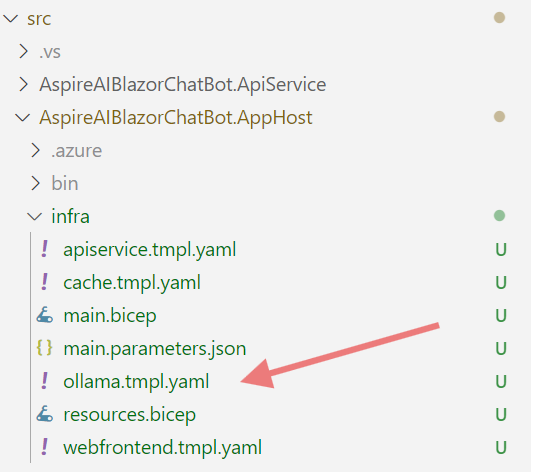 src
.vs
AspireAIBlazorChatBot.ApiService
AspireAIBlazorChatBot.AppHost
.azure
bin
infra
! apiservice.tmpl.yaml U
! cache.tmpl.yaml U
main.bicep U
{} main.parameters.json U
! ollama.tmpl.yaml U
resources.bicep U
! webfrontend.tmpl.yaml U